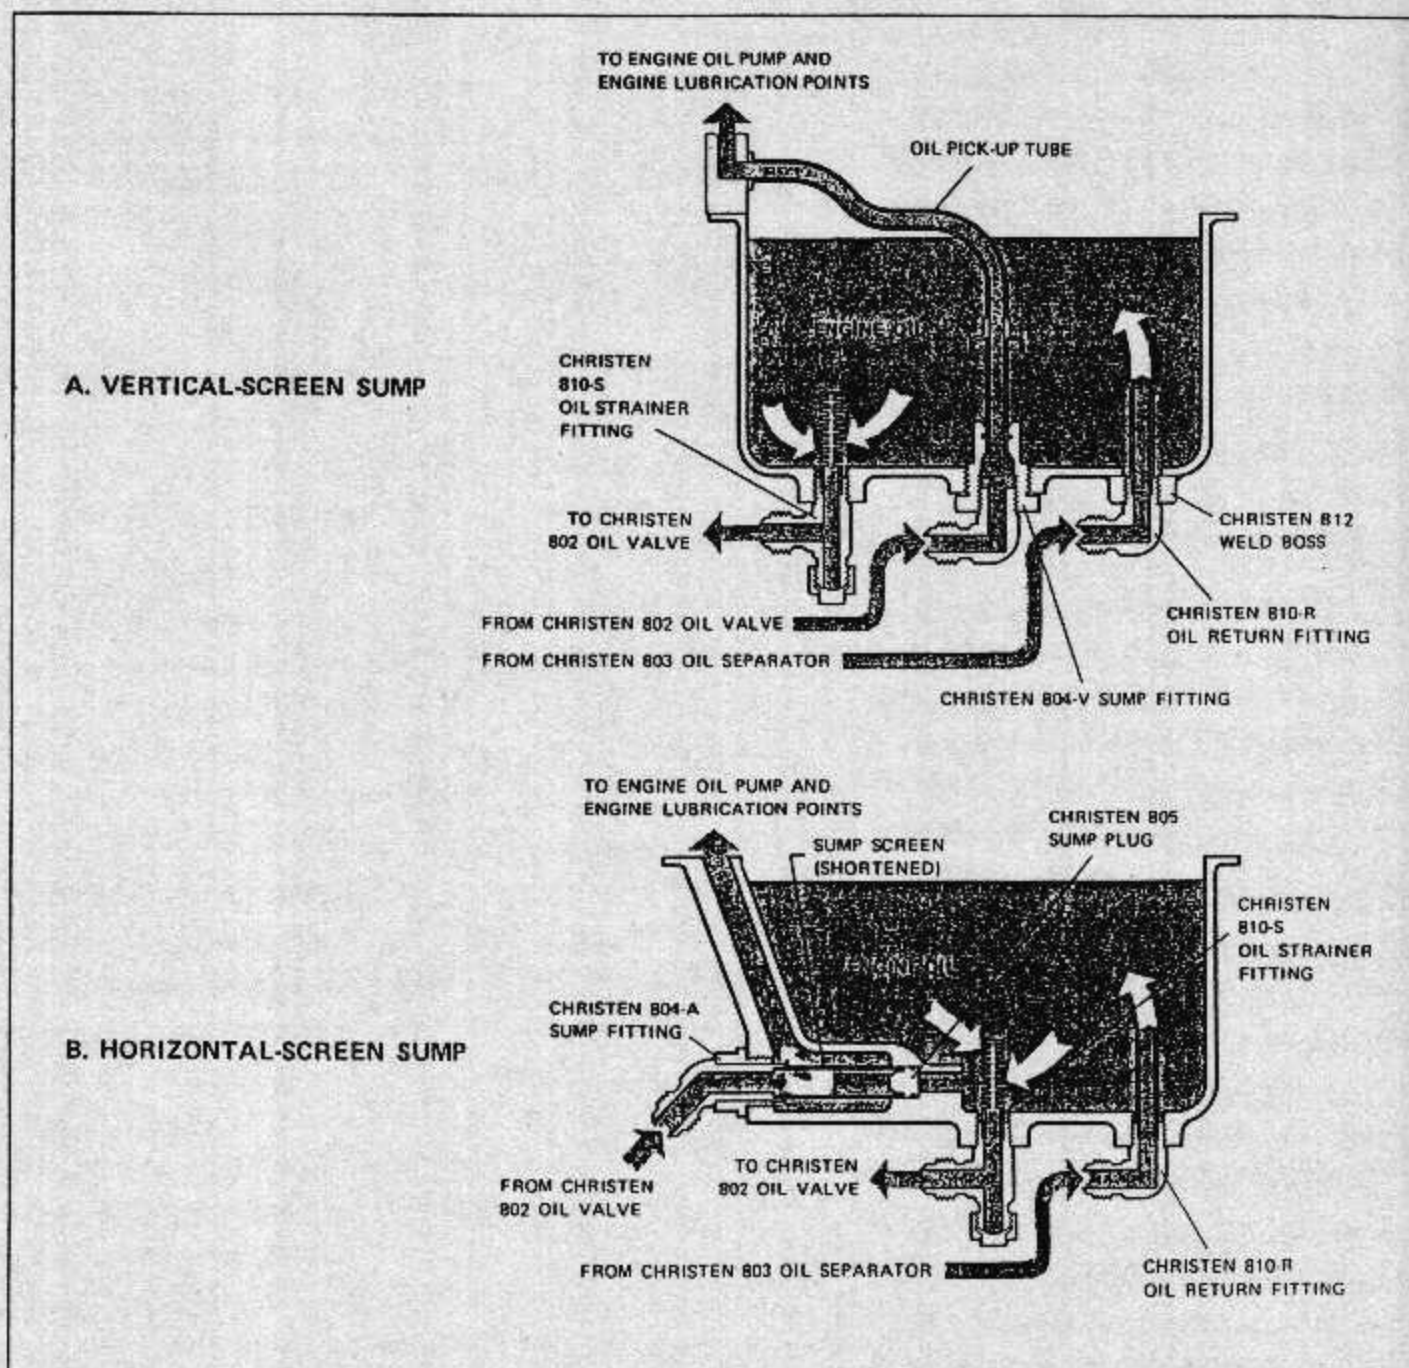 TO ENGINE OIL PUMP AND
ENGINE LUBRICATION POINTS
OIL PICK-UP TUBE
ENGINE OIL
A. VERTICAL-SCREEN SUMP
CHRISTEN
810-S
OIL STRAINER
FITTING
TO CHRISTEN
802 OIL VALVE
CHRISTEN 812
WELD BOSS
FROM CHRISTEN 802 OIL VALVE
CHRISTEN 810-R
OIL RETURN FITTING
FROM CHRISTEN 803 OIL SEPARATOR
CHRISTEN 804-V SUMP FITTING
TO ENGINE OIL PUMP AND
ENGINE LUBRICATION POINTS
SUMP SCREEN
(SHORTENED)
CHRISTEN 805
SUMP PLUG
CHRISTEN
810-S
OIL STRAINER
FITTING
ENGINE OIL
CHRISTEN 804-A
SUMP FITTING
B. HORIZONTAL-SCREEN SUMP
FROM CHRISTEN
802 OIL VALVE
TO CHRISTEN
802 OIL VALVE
FROM CHRISTEN 803 OIL SEPARATOR
CHRISTEN 810 R
OIL RETURN FITTING